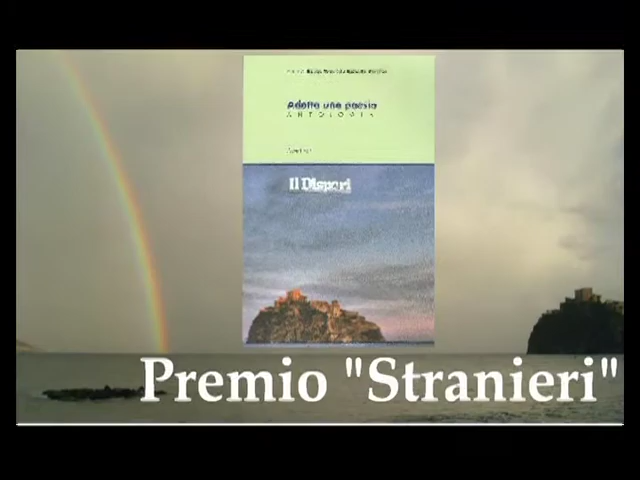 Adotta una poesia
ANTOLOGIA
Il Dispari
Premio "Stranieri"